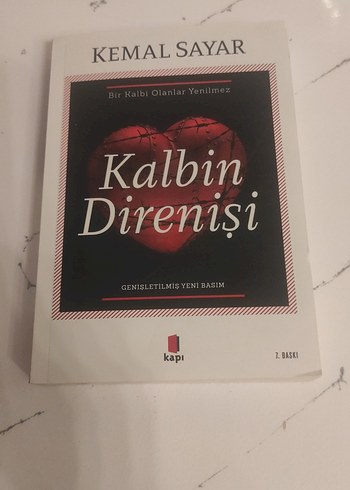 KEMAL SAYAR
Bir Kalbi Olanlar Yenilmez
Kalbin
Direnişi
GENİŞLETİLMİŞ YENİ BASIM
kapı
7. BASKI